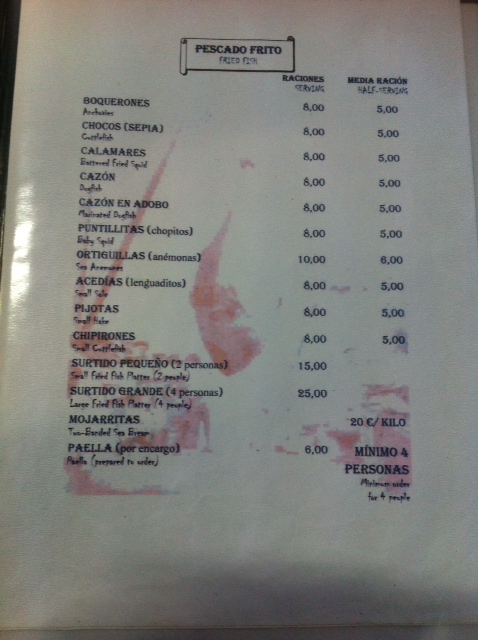 PESCADO FRITO
FRIED FISH
RACIONES MEDIA RACIÓN
SERVING HALF-SERVING
BOQUERONES 8,00 5,00
Anchovies
CHOCOS (SEPIA) 8,00 5,00
Cuttlefish
CALAMARES 8,00 5,00
Battered Fried Squid
CAZÓN 8,00 5,00
Dogfish
CAZÓN EN ADOBO 8,00 5,00
Marinated Dogfish
PUNTILLITAS (chopitos) 8,00 5,00
Baby Squid
ORTIGUILLAS (anémonas) 10,00 6,00
Sea Anemones
ACEDÍAS (lenguaditos) 8,00 5,00
Small Sole
PIJOTAS 8,00 5,00
Small Hake
CHIPIRONES 8,00 5,00
Small Cuttlefish
SURTIDO PEQUEÑO (2 personas) 15,00
Small Fried Fish Platter (2 people)
SURTIDO GRANDE (4 personas) 25,00
Large Fried Fish Platter (4 people)
MOJARRITAS 20 €/ KILO
Two-Banded Sea Bream
PAELLA (por encargo) 6,00 MÍNIMO 4
Paella (prepared to order) PERSONAS
Minimum order
for 4 people